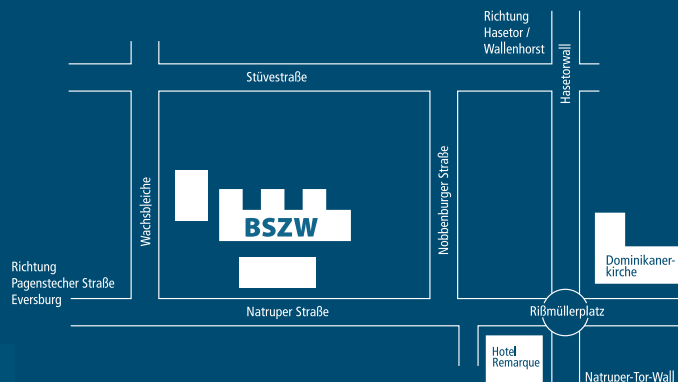 Richtung
Hasetor /
Wallenhorst
Hasetorwall
Stüvestraße
Wachsbleiche
Nobbenburger Straße
BSZW
Dominikaner-
kirche
Richtung
Pagenstecher Straße
Eversburg
Natruper Straße
Rißmüllerplatz
Hotel
Remarque
Natruper-Tor-Wall